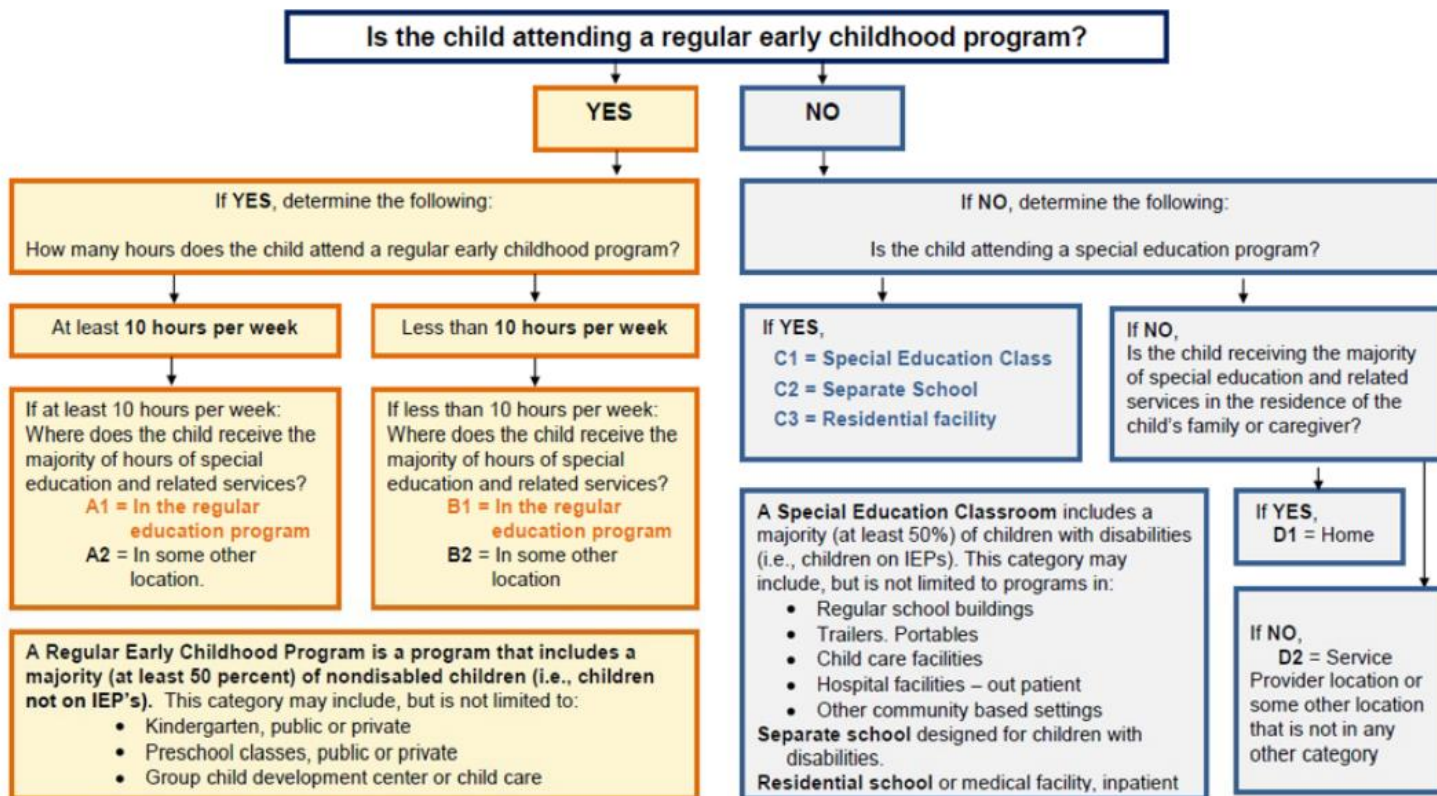 Is the child attending a regular early childhood program?
YES
NO
If YES, determine the following:
How many hours does the child attend a regular early childhood program?
If NO, determine the following:
Is the child attending a special education program?
At least 10 hours per week
Less than 10 hours per week
If at least 10 hours per week:
Where does the child receive the
majority of hours of special
education and related services?
A1 = In the regular
education program
A2 = In some other
location.
If less than 10 hours per week:
Where does the child receive the
majority of hours of special
education and related services?
B1 = In the regular
education program
B2 = In some other
location
If YES,
C1 = Special Education Class
C2 = Separate School
C3 = Residential facility
If NO,
Is the child receiving the majority
of special education and related
services in the residence of the
child's family or caregiver?
If YES,
D1 = Home
If NO,
D2 = Service
Provider location or
some other location
that is not in any
other category
A Regular Early Childhood Program is a program that includes a
majority (at least 50 percent) of nondisabled children (i.e., children
not on IEP's). This category may include, but is not limited to:
• Kindergarten, public or private
• Preschool classes, public or private
• Group child development center or child care
A Special Education Classroom includes a
majority (at least 50%) of children with disabilities
(i.e., children on IEPs). This category may
include, but is not limited to programs in:
• Regular school buildings
• Trailers. Portables
• Child care facilities
• Hospital facilities – out patient
• Other community based settings
Separate school designed for children with
disabilities.
Residential school or medical facility, inpatient